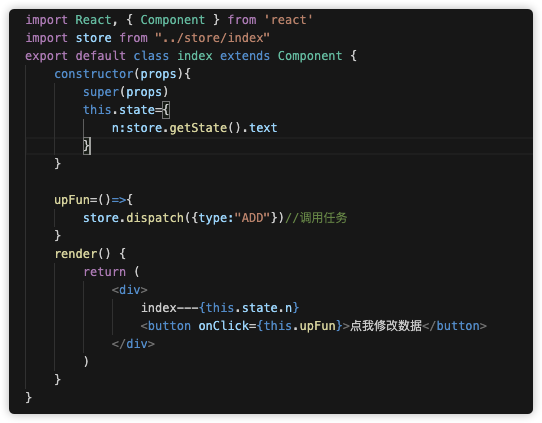 import React, { Component } from 'react'
import store from "../store/index"
export default class index extends Component {
    constructor(props){
        super(props)
        this.state={
            n:store.getState().text
        }
    }

    upFun=()=>{
        store.dispatch({type:"ADD"})//调用任务
    }
    render() {
        return (
            <div>
                index---{this.state.n}
                <button onClick={this.upFun}>点我修改数据</button>
            </div>
        )
    }
}